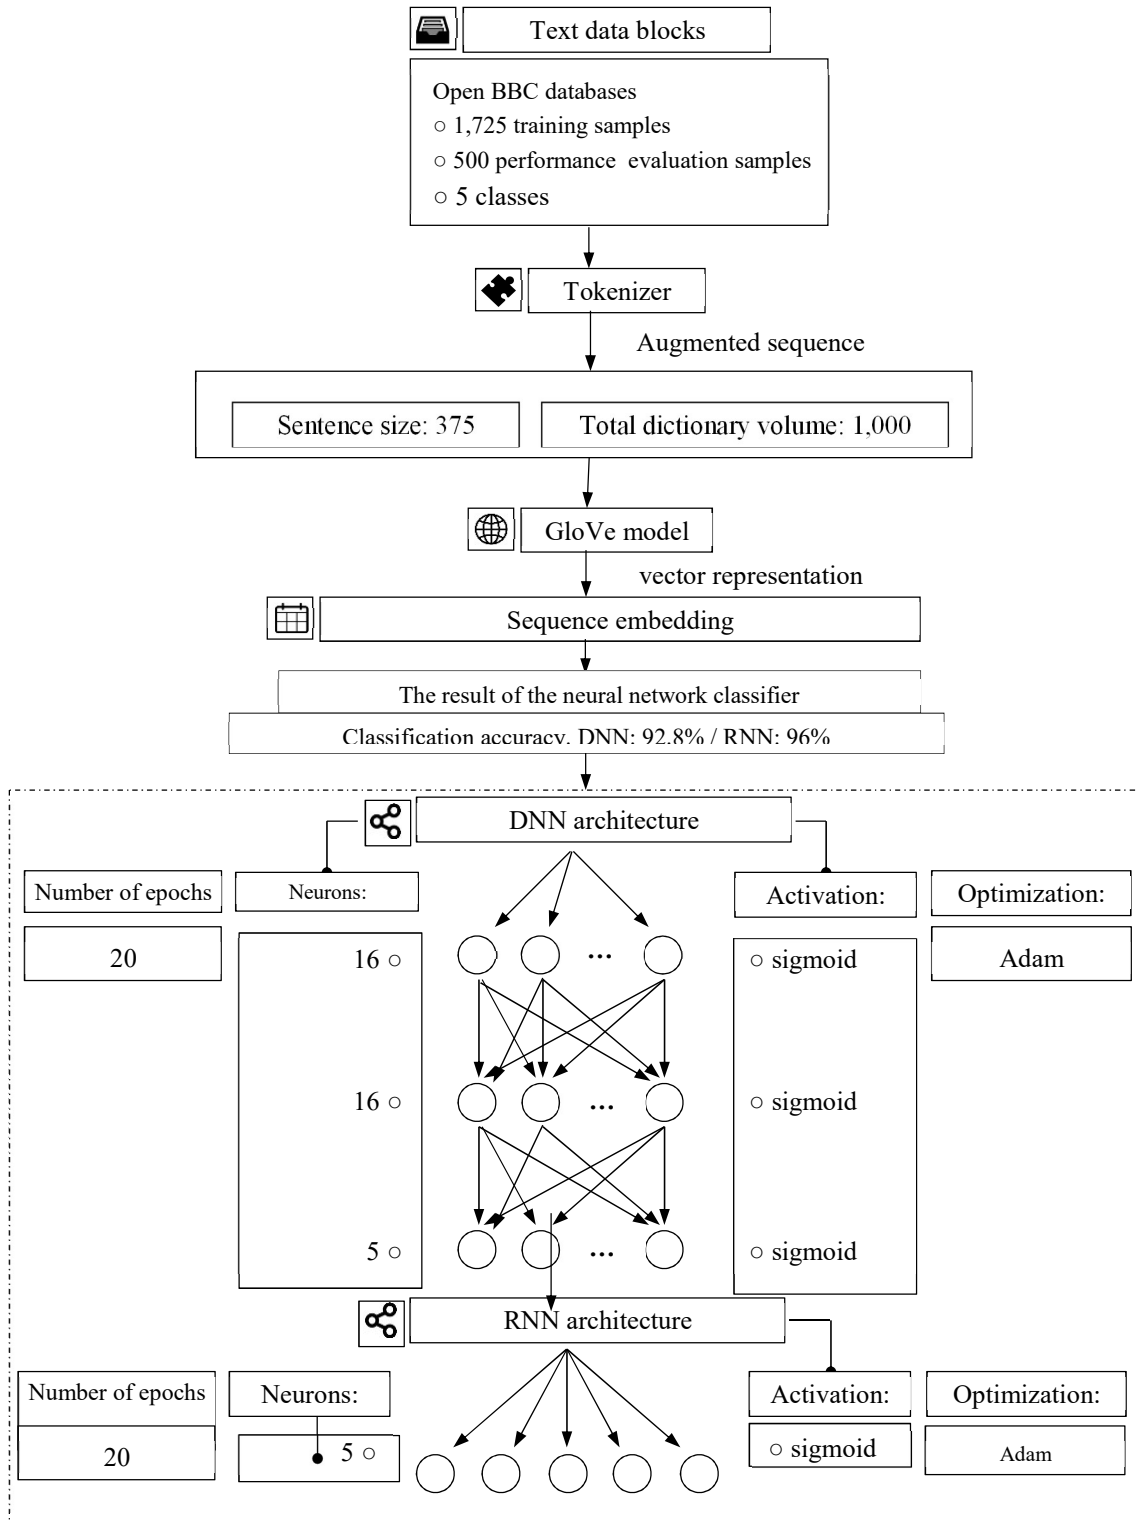 Text data blocks
Open BBC databases
○ 1,725 training samples
○ 500 performance evaluation samples
○ 5 classes
Tokenizer
Augmented sequence
Sentence size: 375
Total dictionary volume: 1,000
GloVe model
vector representation
Sequence embedding
The result of the neural network classifier
Classification accuracy. DNN: 92.8% / RNN: 96%
DNN architecture
Number of epochs
Neurons:
Activation:
Optimization:
20
16 ○
...
○ sigmoid
Adam
16 ○
...
○ sigmoid
5 ○
...
○ sigmoid
RNN architecture
Number of epochs
Neurons:
Activation:
Optimization:
20
5 ○
○ sigmoid
Adam